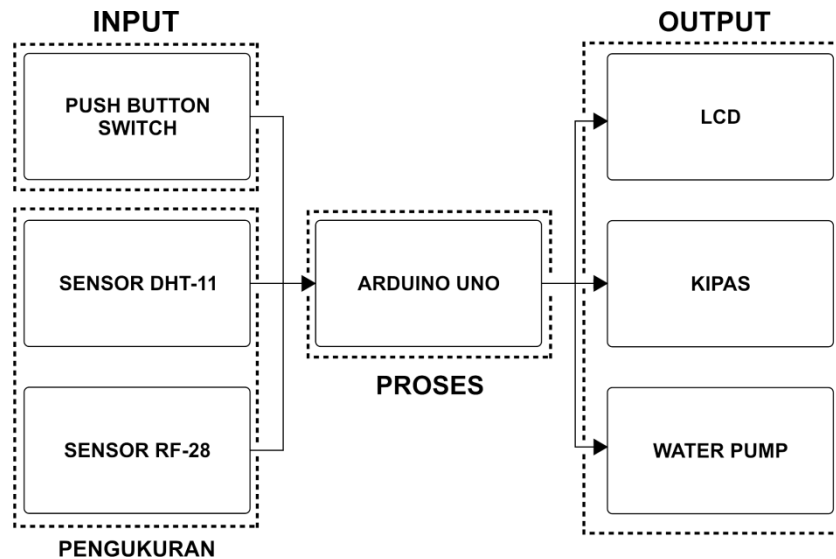 INPUT
PUSH BUTTON
SWITCH
SENSOR DHT-11
SENSOR RF-28
PENGUKURAN
ARDUINO UNO
PROSES
OUTPUT
LCD
KIPAS
WATER PUMP